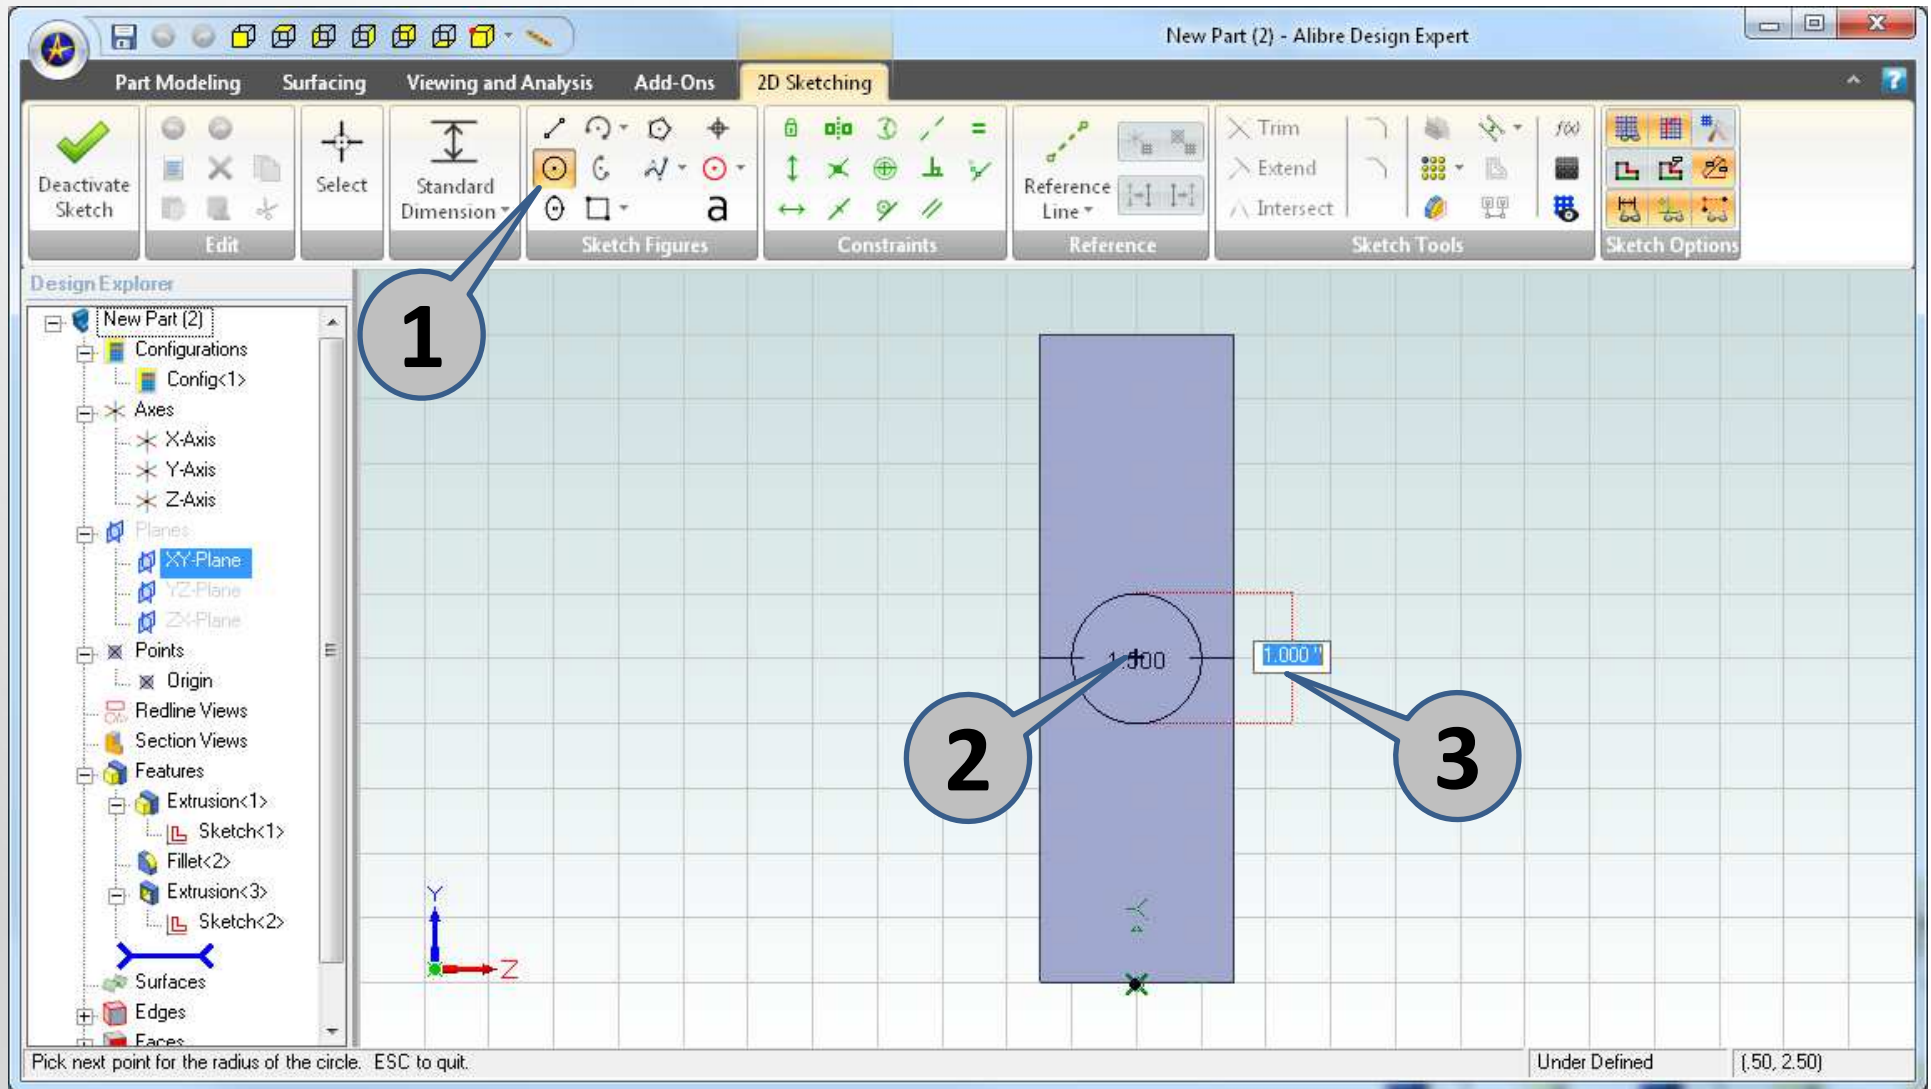 New Part (2) - Alibre Design Expert
Part Modeling Surfacing Viewing and Analysis Add-Ons 2D Sketching
Deactivate Sketch
Edit
Select
Standard Dimension
a
Sketch Figures
Constraints
Reference Line
Reference
Trim
Extend
Intersect
f(x)
Sketch Tools
Sketch Options
Design Explorer
New Part (2)
Configurations
Config<1>
Axes
X-Axis
Y-Axis
Z-Axis
Planes
XY-Plane
YZ-Plane
ZX-Plane
Points
Origin
Redline Views
Section Views
Features
Extrusion<1>
Sketch<1>
Fillet<2>
Extrusion<3>
Sketch<2>
Surfaces
Edges
Faces
1
2
3
1.000 "
Y
Z
Pick next point for the radius of the circle. ESC to quit.
Under Defined
(.50, 2.50)